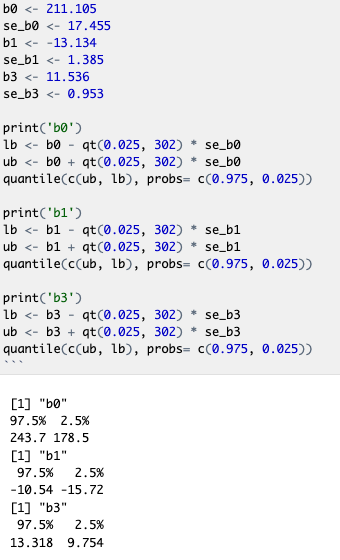 b0 <- 211.105
se_b0 <- 17.455
b1 <- -13.134
se_b1 <- 1.385
b3 <- 11.536
se_b3 <- 0.953
print('b0')
lb <- b0 - qt(0.025, 302) * se_b0
ub <- b0 + qt(0.025, 302) * se_b0
quantile(c(ub, lb), probs= c(0.975, 0.025))
print('b1')
lb <- b1 - qt(0.025, 302) * se_b1
ub <- b1 + qt(0.025, 302) * se_b1
quantile(c(ub, lb), probs= c(0.975, 0.025))
print('b3')
lb <- b3 - qt(0.025, 302) * se_b3
ub <- b3 + qt(0.025, 302) * se_b3
quantile(c(ub, lb), probs= c(0.975, 0.025))
```
[1] "b0"
97.5%  2.5%
243.7 178.5
[1] "b1"
 97.5%   2.5%
-10.54 -15.72
[1] "b3"
 97.5%   2.5%
13.318  9.754